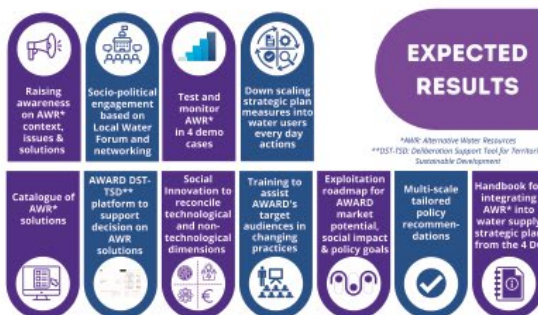 EXPECTED
RESULTS
Raising
awareness
on AWR*
context,
issues &
solutions
Socio-political
engagement
based on
Local Water
Forum and
networking
Test and
monitor
AWR*
in 4 demo
cases
Down scaling
strategic plan
measures into
water users
every day
actions
*AWR: Alternative Water Resources
**DST-TSD: Deliberation Support Tool for Territori
Sustainable Development
Catalogue of
AWR*
solutions
AWARD DST-
TSD**
platform to
support
decision on
AWR
solutions
Social
Innovation to
reconcile
technological
and non-
technological
dimensions
Training to
assist
AWARD's
target
audiences in
changing
practices
Exploitation
roadmap for
AWARD
market
potential,
social impact
& policy goals
Multi-scale
tailored
policy
recommen-
dations
Handbook fo
integrating
AWR* into
water supply
strategic plan
from the 4 D